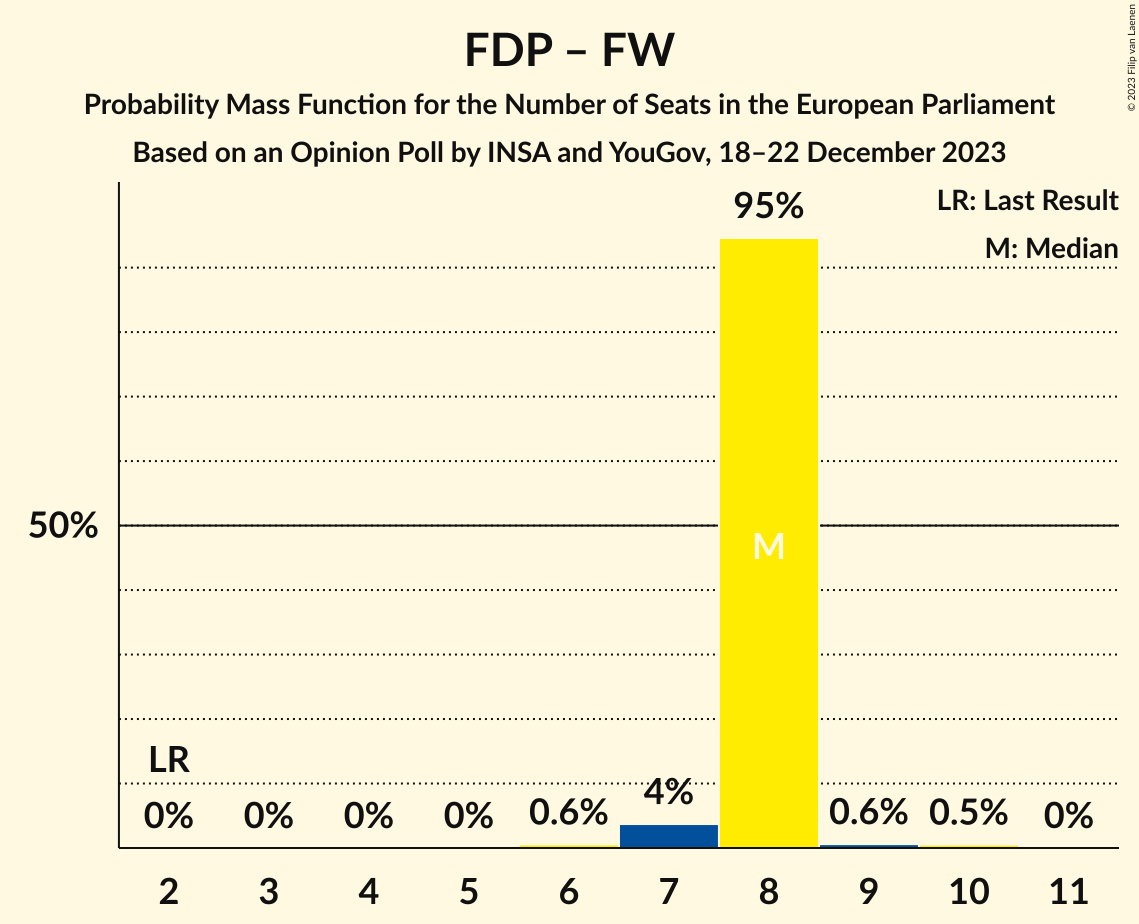 FDP – FW
Probability Mass Function for the Number of Seats in the European Parliament
Based on an Opinion Poll by INSA and YouGov, 18–22 December 2023
© 2023 Filip van Laenen
LR: Last Result
M: Median
95%
50%
M
LR
0% 0% 0% 0% 0.6% 4% 0.6% 0.5% 0%
2 3 4 5 6 7 8 9 10 11